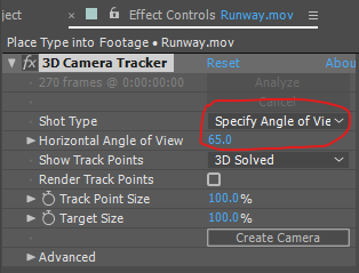 ject Effect Controls Runway.mov
Place Type into Footage • Runway.mov
fx 3D Camera Tracker Reset Abou
270 frames @ 0:00:00:00 Analyze
Cancel
Shot Type Specify Angle of Vie
Horizontal Angle of View 65.0
Show Track Points 3D Solved
Render Track Points
Track Point Size 100.0%
Target Size 100.0%
Create Camera
Advanced